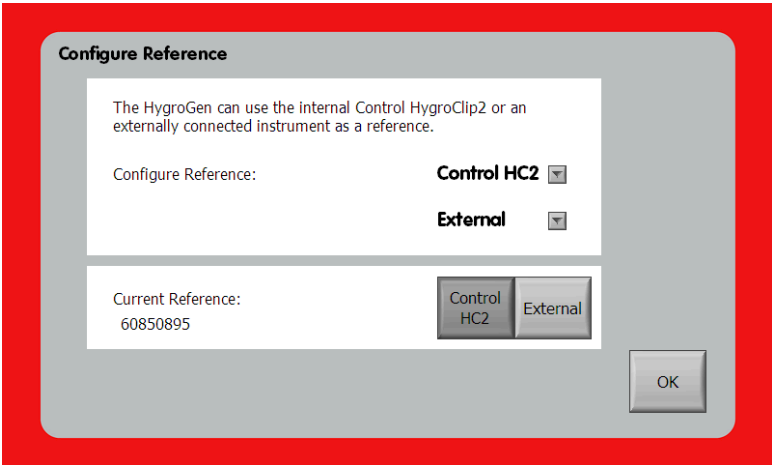 Configure Reference
The HygroGen can use the internal Control HygroClip2 or an
externally connected instrument as a reference.
Configure Reference:
Control HC2
External
Current Reference:
60850895
Control
HC2
External
OK